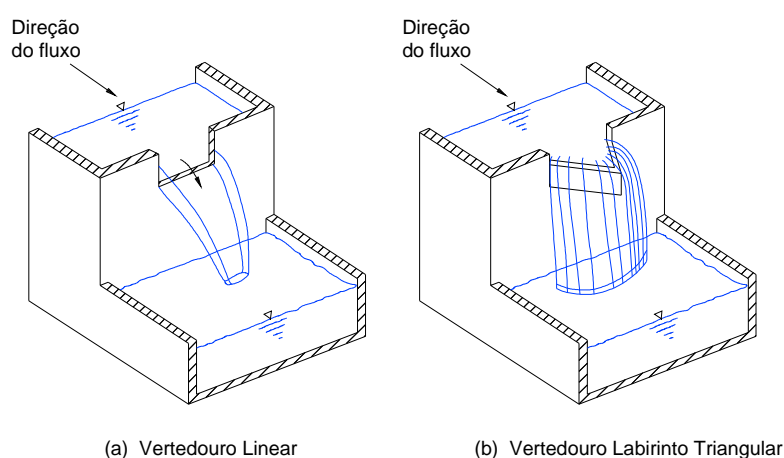 Direção
do fluxo
Direção
do fluxo
(a) Vertedouro Linear
(b) Vertedouro Labirinto Triangular